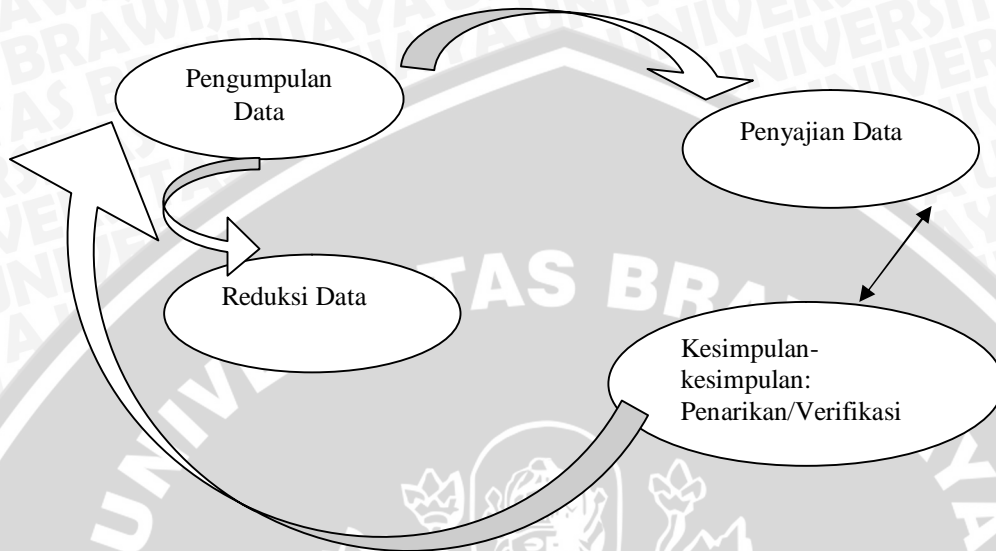 Pengumpulan
Data
Penyajian Data
Reduksi Data
Kesimpulan-
kesimpulan:
Penarikan/Verifikasi